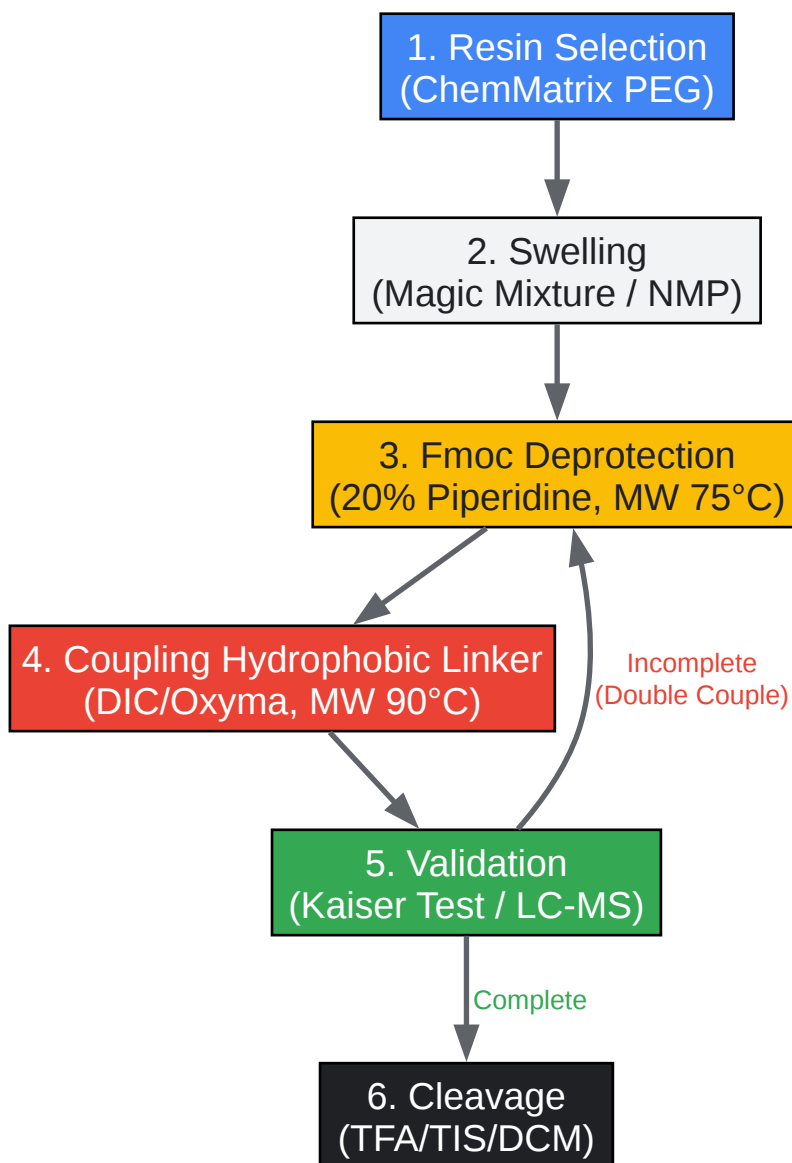 1. Resin Selection
(ChemMatrix PEG)
2. Swelling
(Magic Mixture / NMP)
3. Fmoc Deprotection
(20% Piperidine, MW 75°C)
4. Coupling Hydrophobic Linker
(DIC/Oxyma, MW 90°C)
Incomplete
(Double Couple)
5. Validation
(Kaiser Test / LC-MS)
Complete
6. Cleavage
(TFA/TIS/DCM)